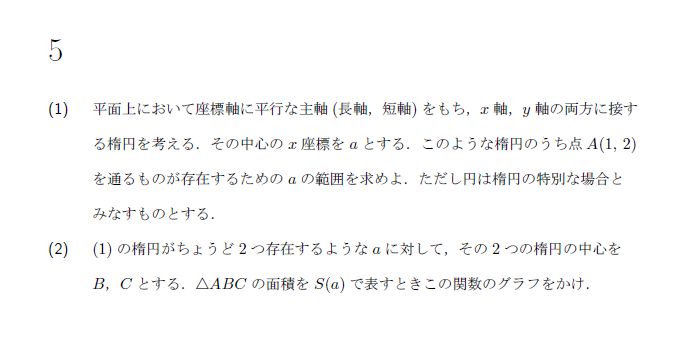 5
(1) 平面上において座標軸に平行な主軸 (長軸，短軸) をもち，x 軸，y 軸の両方に接す
る楕円を考える．その中心の x 座標を a とする．このような楕円のうち点 A(1, 2)
を通るものが存在するための a の範囲を求めよ．ただし円は楕円の特別な場合と
みなすものとする．
(2) (1) の楕円がちょうど 2 つ存在するような a に対して，その 2 つの楕円の中心を
B，C とする．△ABC の面積を S(a) で表すときこの関数のグラフをかけ．